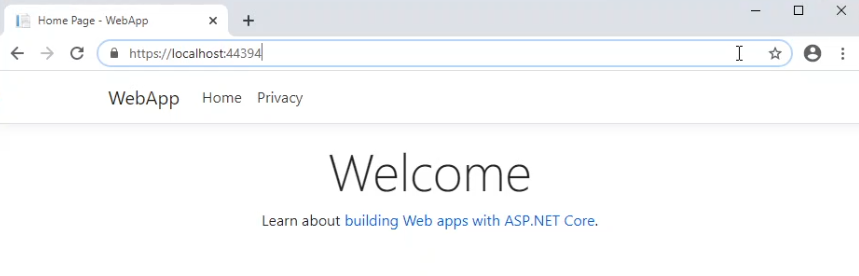 Home Page - WebApp
https://localhost:44394
WebApp Home Privacy
Welcome
Learn about building Web apps with ASP.NET Core.